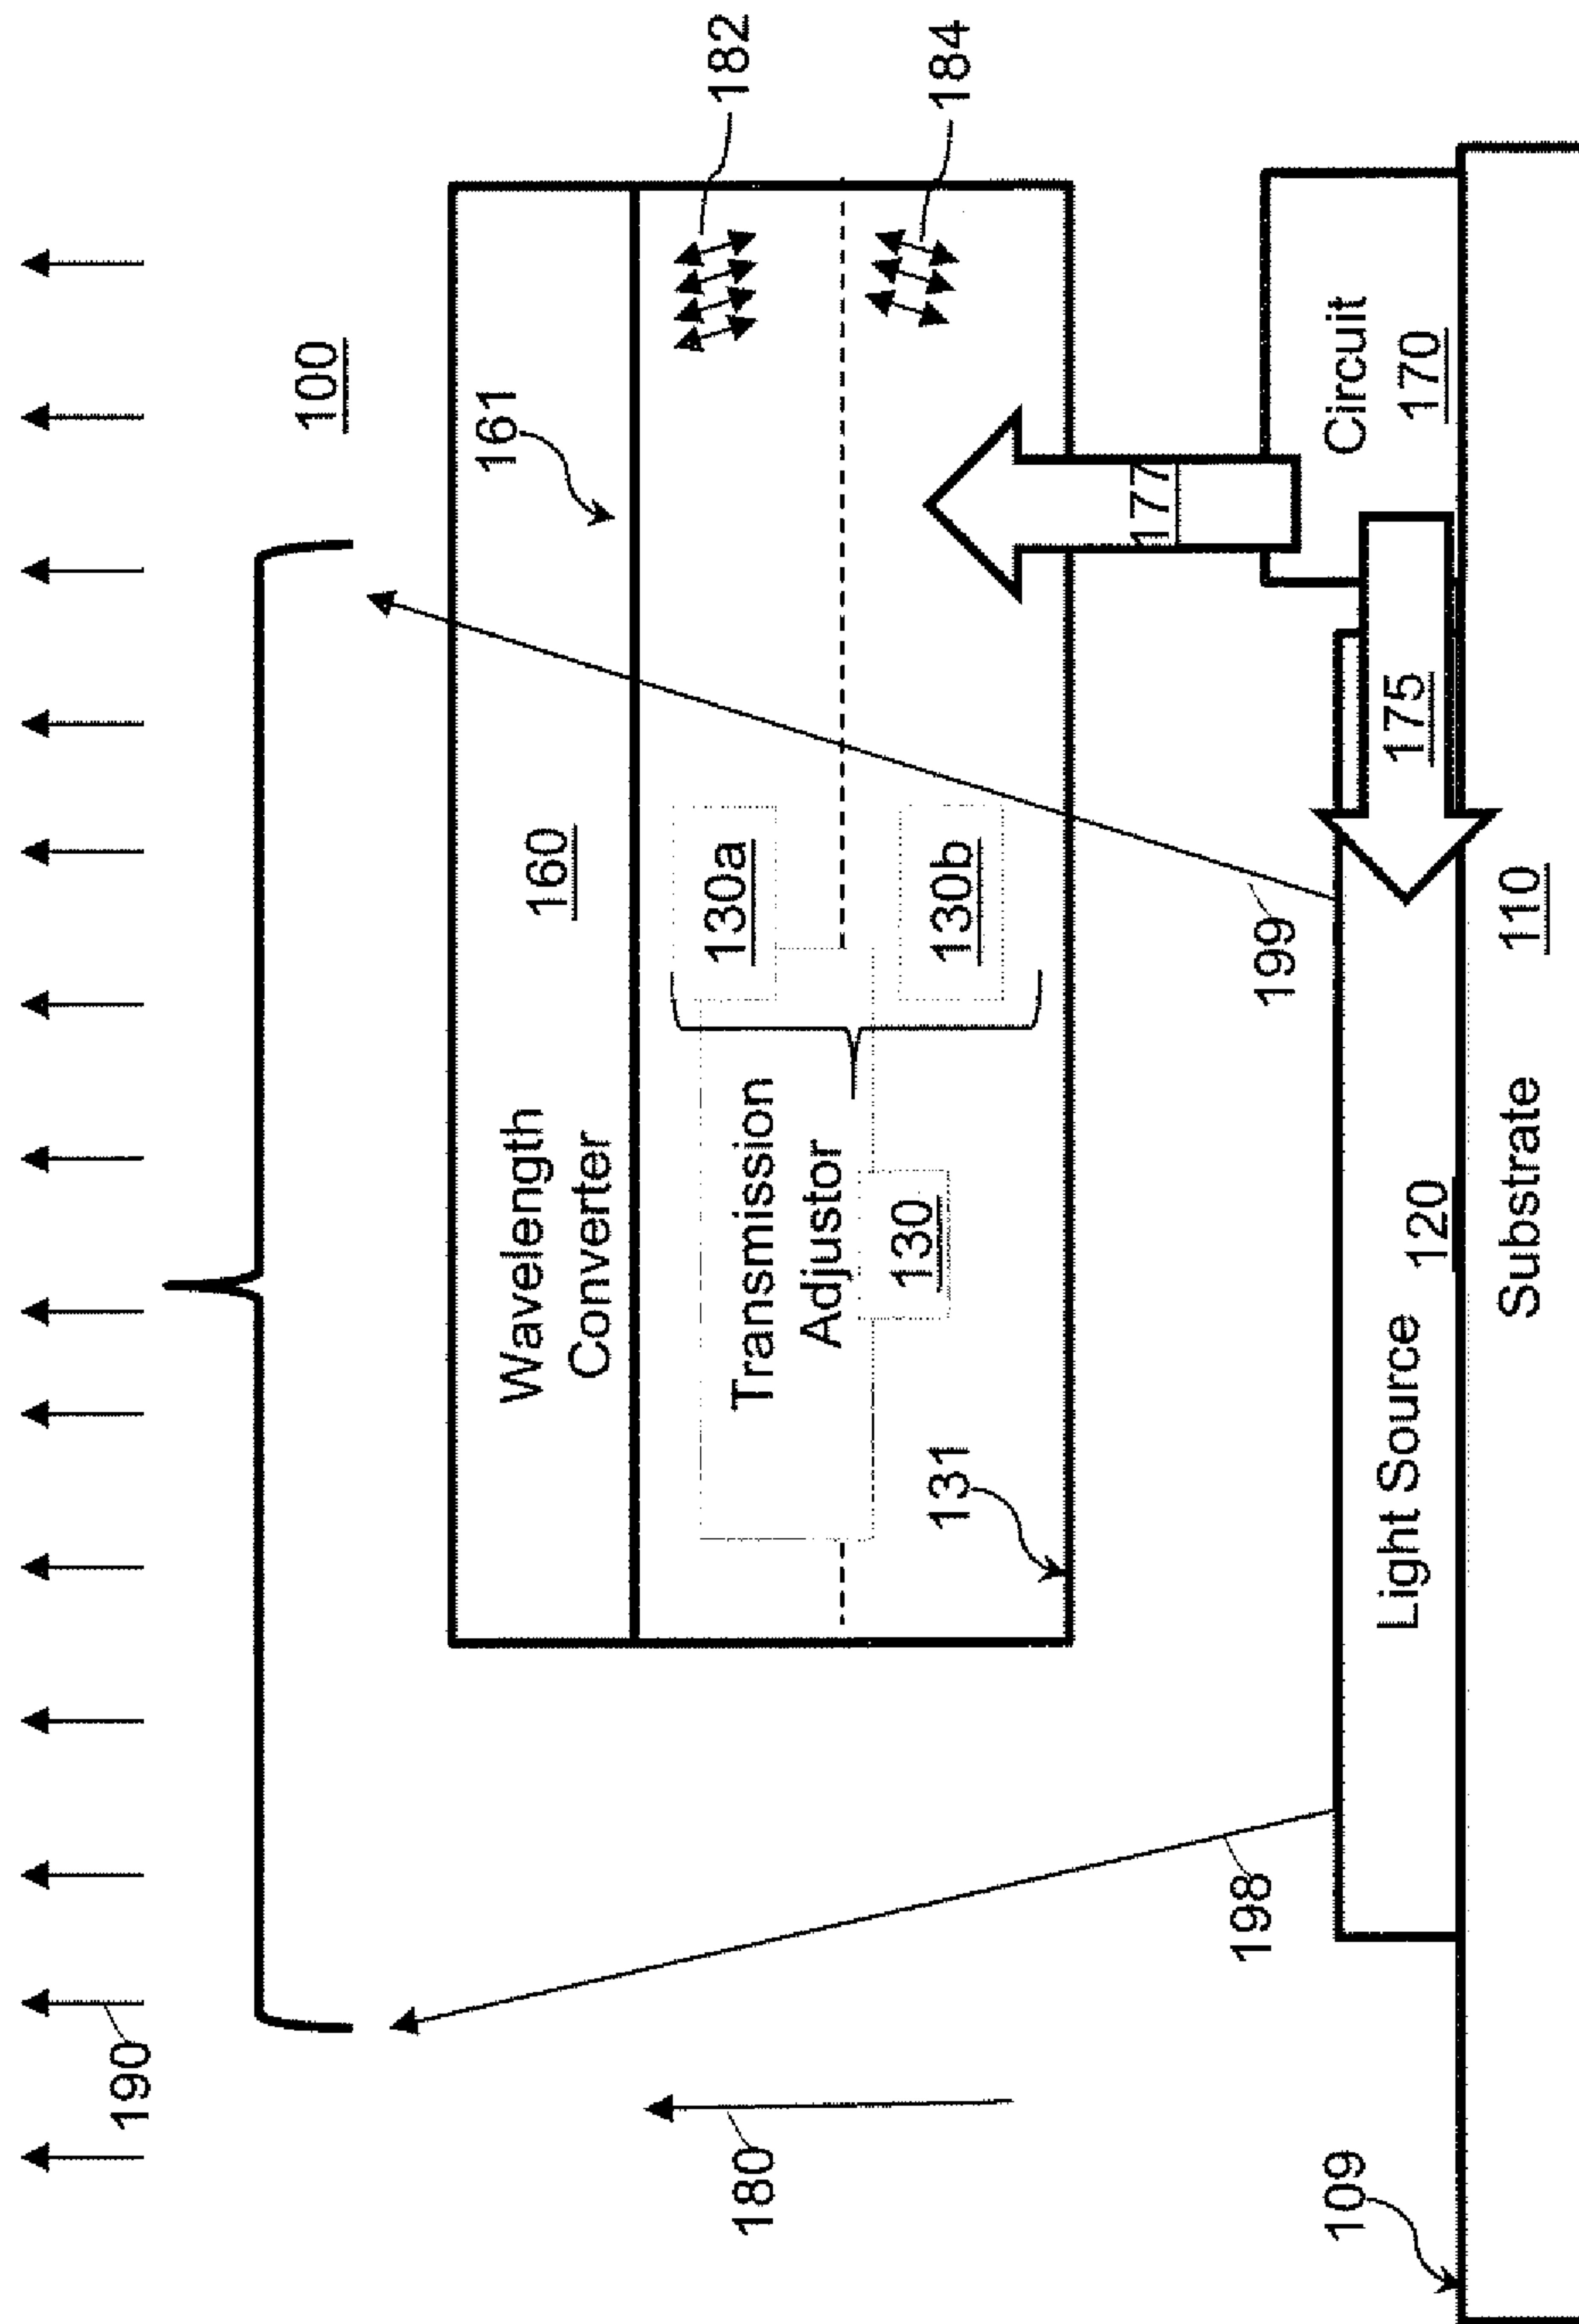 190
100
161
Wavelength
Converter
160
182
180
Transmission
Adjustor
130
130a
130b
131
184
177
198
199
109
Circuit
170
Light Source
120
175
Substrate
110